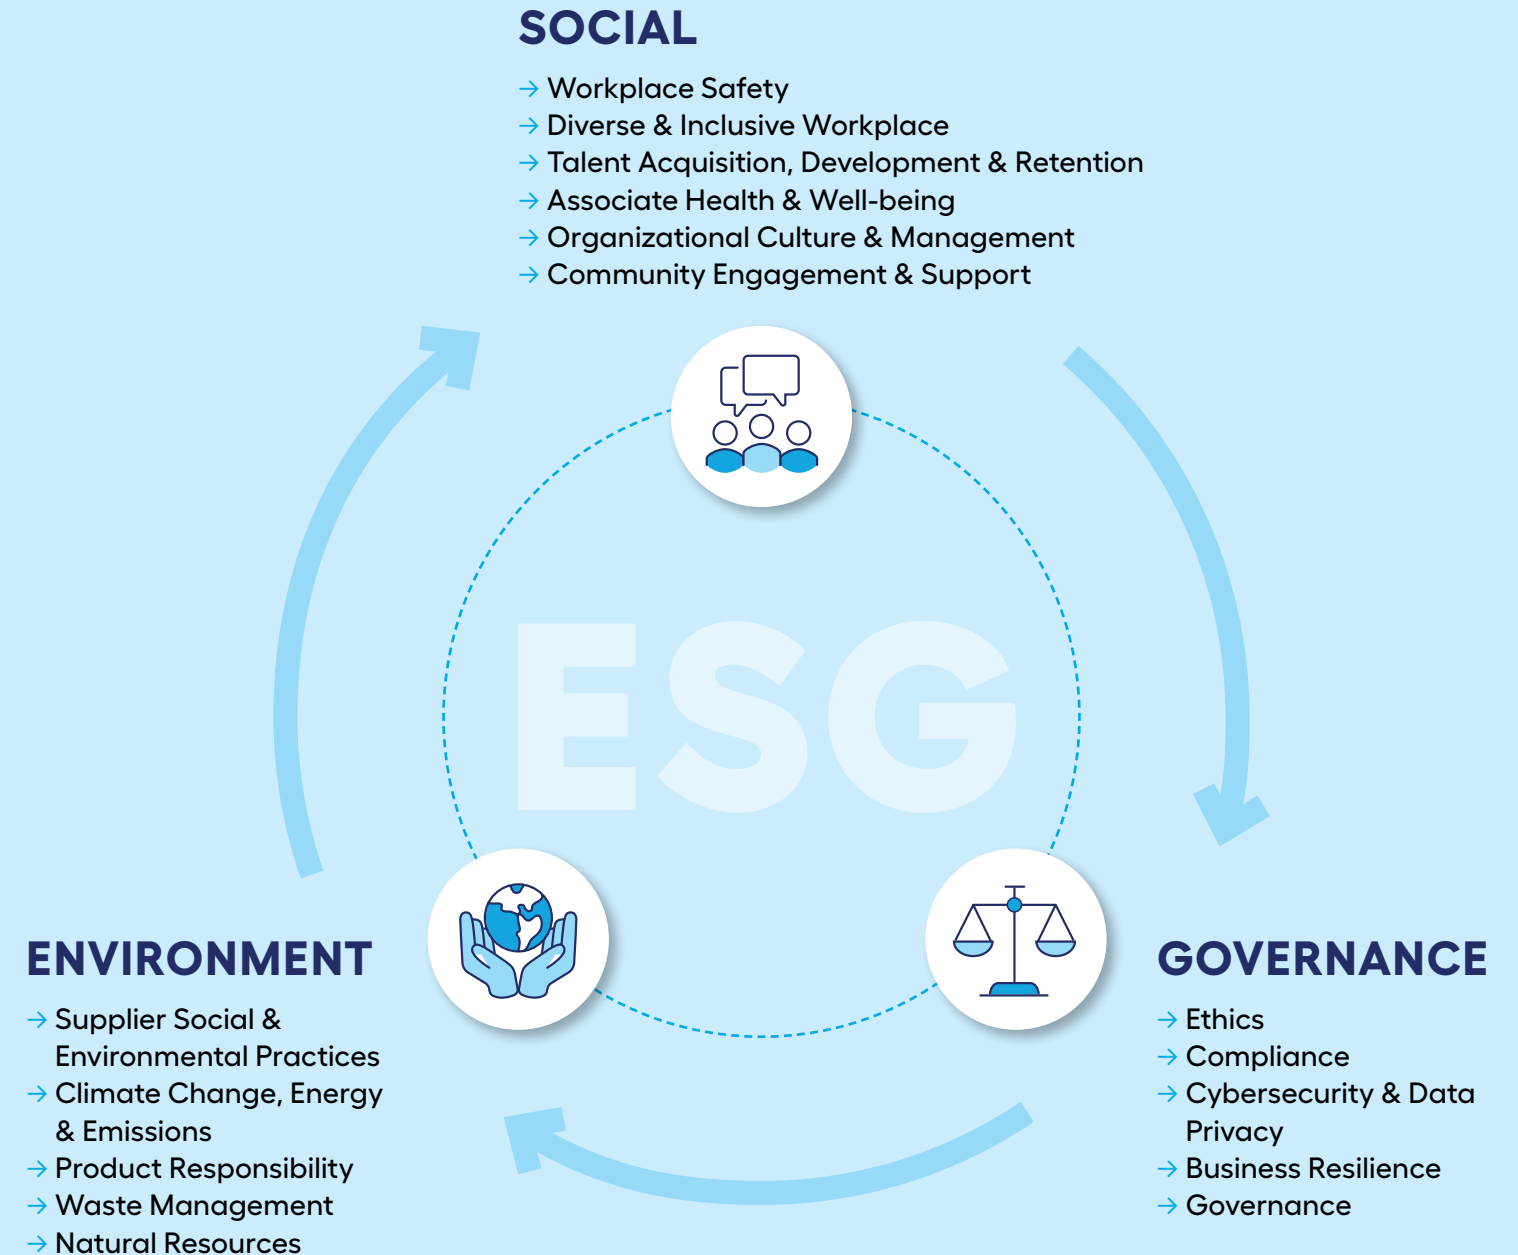 SOCIAL
→ Workplace Safety
→ Diverse & Inclusive Workplace
→ Talent Acquisition, Development & Retention
→ Associate Health & Well-being
→ Organizational Culture & Management
→ Community Engagement & Support
ESG
ENVIRONMENT
→ Supplier Social &
Environmental Practices
→ Climate Change, Energy
& Emissions
→ Product Responsibility
→ Waste Management
→ Natural Resources
GOVERNANCE
→ Ethics
→ Compliance
→ Cybersecurity & Data
Privacy
→ Business Resilience
→ Governance